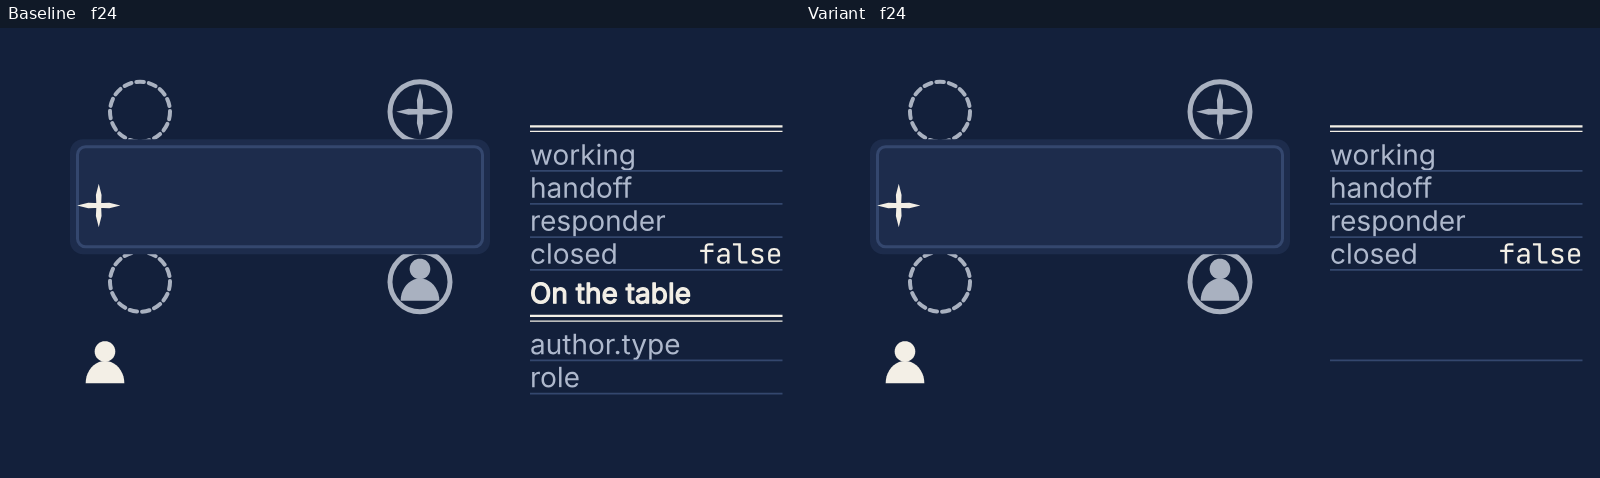 Baseline f24
working
handoff
responder
closed false
On the table
author.type
role
Variant f24
working
handoff
responder
closed false